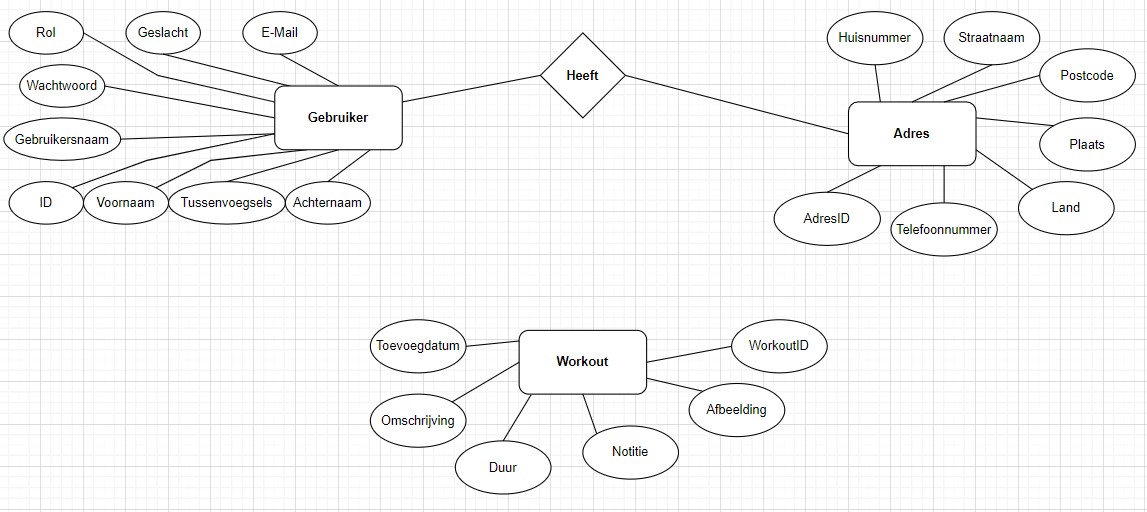 Rol
Geslacht
E-Mail
Wachtwoord
Gebruikersnaam
Gebruiker
ID
Voornaam
Tussenvoegsels
Achternaam
Heeft
Huisnummer
Straatnaam
Postcode
Adres
Plaats
Land
AdresID
Telefoonnummer
Toevoegdatum
Workout
WorkoutID
Omschrijving
Afbeelding
Duur
Notitie